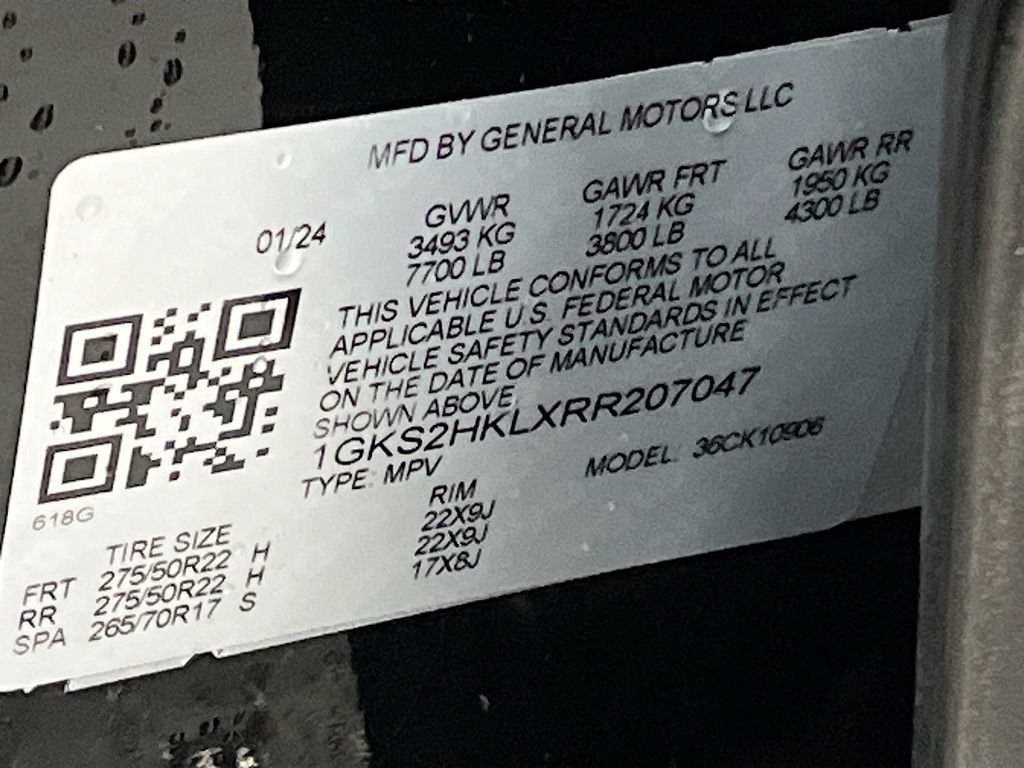 MFD BY GENERAL MOTORS LLC
01/24 GVWR GAWR FRT GAWR RR
3493 KG 1724 KG 1950 KG
7700 LB 3800 LB 4300 LB
THIS VEHICLE CONFORMS TO ALL
APPLICABLE U.S. FEDERAL MOTOR
VEHICLE SAFETY STANDARDS IN EFFECT
ON THE DATE OF MANUFACTURE
SHOWN ABOVE.
1GKS2HKLXRR207047
TYPE: MPV MODEL: 36CK10906
618G
TIRE SIZE RIM
FRT 275/50R22 H 22X9J
RR 275/50R22 H 22X9J
SPA 265/70R17 S 17X8J